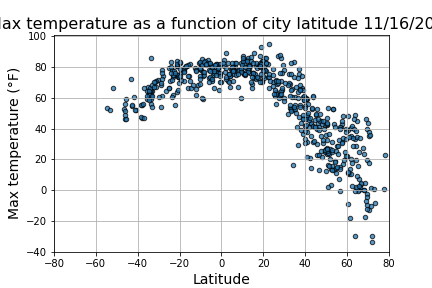 ax temperature as a function of city latitude 11/16/20
100
80
60
40
20
0
−20
−40
Max temperature (°F)
−80 −60 −40 −20 0 20 40 60 80
Latitude